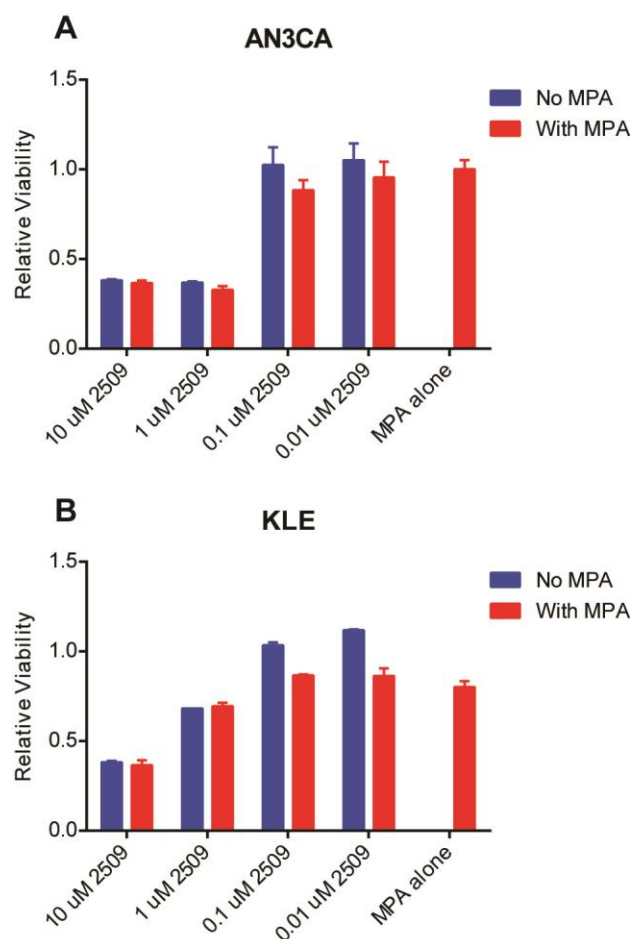 A
AN3CA
1.5
1.0
0.5
0.0
Relative Viability
No MPA
With MPA
10 uM 2509
1 uM 2509
0.1 uM 2509
0.01 uM 2509
MPA alone
B
KLE
1.5
1.0
0.5
0.0
Relative Viability
No MPA
With MPA
10 uM 2509
1 uM 2509
0.1 uM 2509
0.01 uM 2509
MPA alone